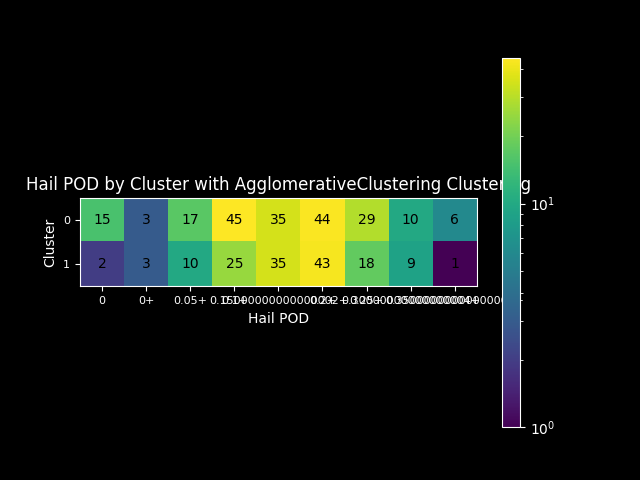 Hail POD by Cluster with AgglomerativeClustering Clustering
Cluster
0 15 3 17 45 35 44 29 10 6
1 2 3 10 25 35 43 18 9 1
0 0+ 0.05+
Hail POD
10¹
10⁰